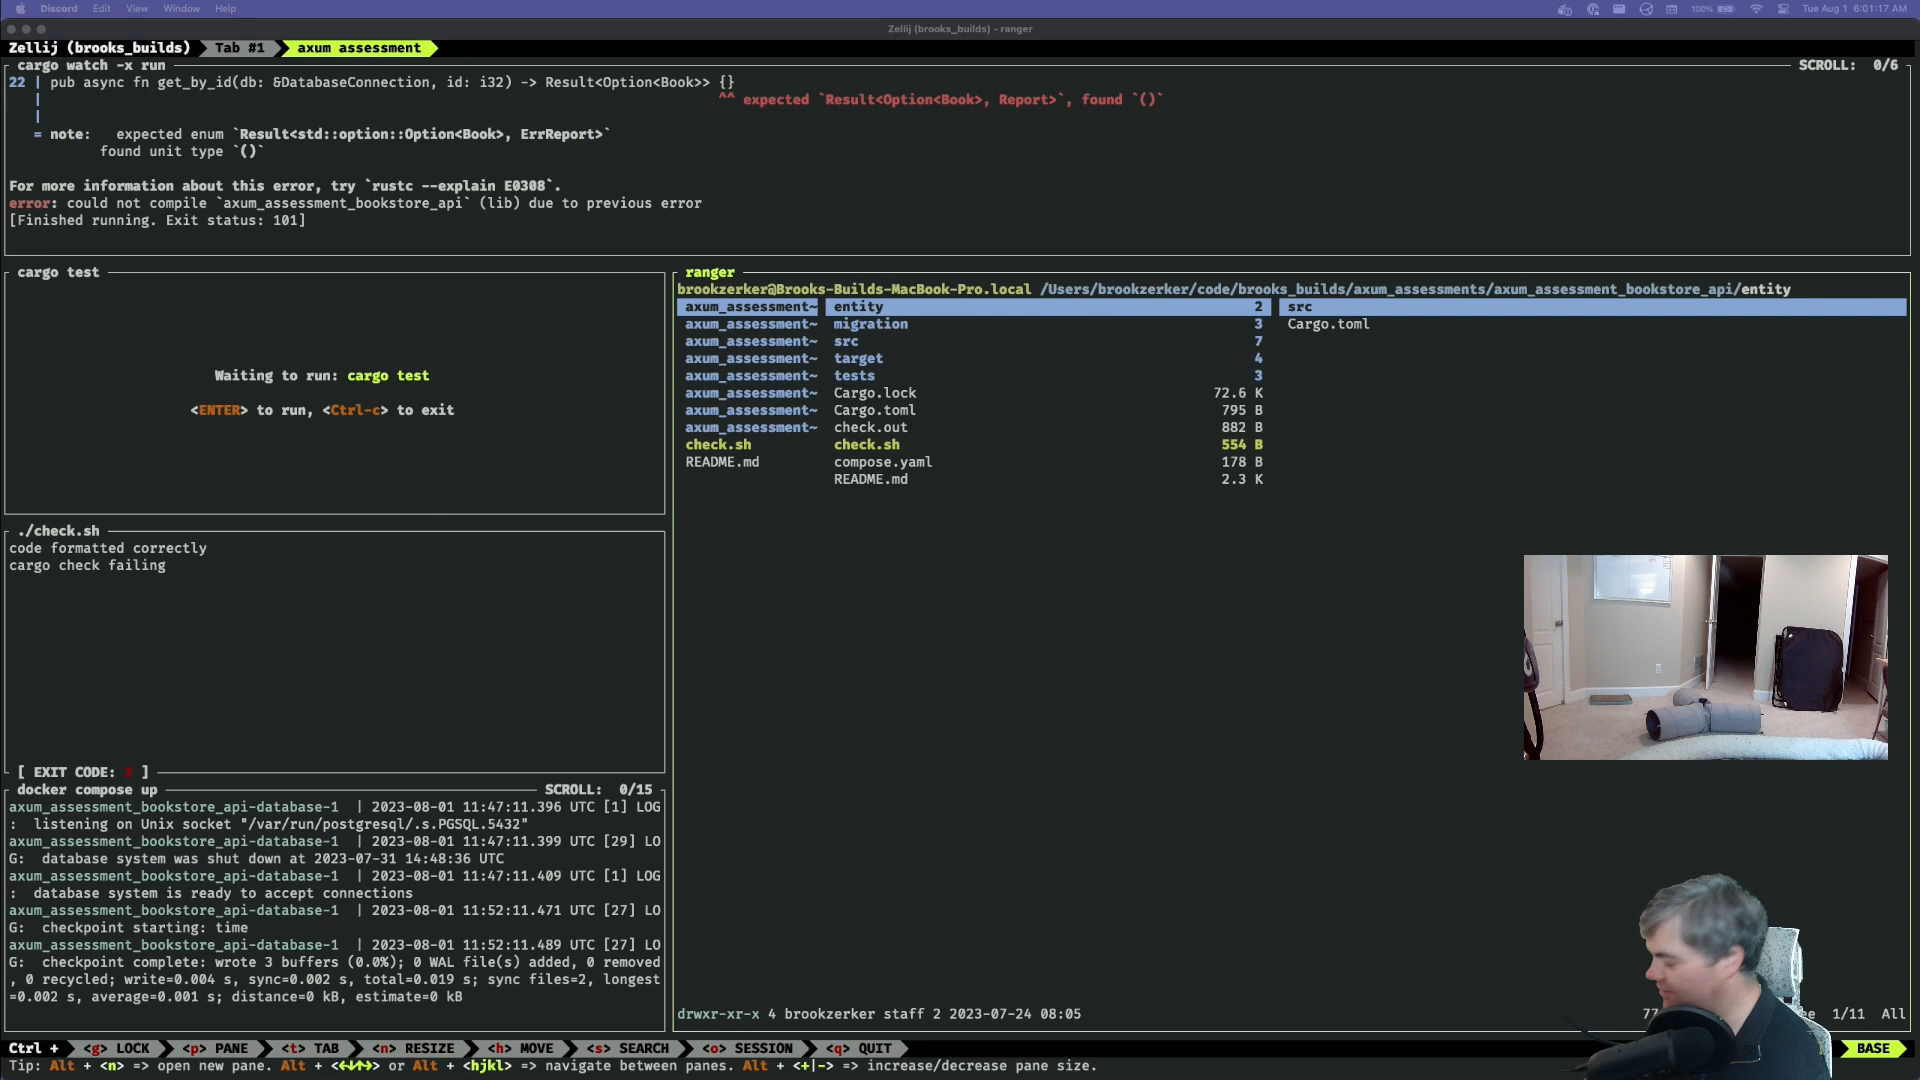 Discord Edit View Window Help 100% Tue Aug 1 6:01:17 AM
Zellij (brooks_builds) - ranger
Zellij (brooks_builds) Tab #1 axum assessment
cargo watch -x run SCROLL: 0/6
22 | pub async fn get_by_id(db: &DatabaseConnection, id: i32) -> Result<Option<Book>> {}
| ^^ expected `Result<Option<Book>, Report>`, found `()`
|
= note: expected enum `Result<std::option::Option<Book>, ErrReport>`
found unit type `()`
For more information about this error, try `rustc --explain E0308`.
error: could not compile `axum_assessment_bookstore_api` (lib) due to previous error
[Finished running. Exit status: 101]
cargo test
Waiting to run: cargo test
<ENTER> to run, <Ctrl-c> to exit
./check.sh
code formatted correctly
cargo check failing
[ EXIT CODE: ]
docker compose up SCROLL: 0/15
axum_assessment_bookstore_api-database-1 | 2023-08-01 11:47:11.396 UTC [1] LOG
: listening on Unix socket "/var/run/postgresql/.s.PGSQL.5432"
axum_assessment_bookstore_api-database-1 | 2023-08-01 11:47:11.399 UTC [29] LO
G: database system was shut down at 2023-07-31 14:48:36 UTC
axum_assessment_bookstore_api-database-1 | 2023-08-01 11:47:11.409 UTC [1] LOG
: database system is ready to accept connections
axum_assessment_bookstore_api-database-1 | 2023-08-01 11:52:11.471 UTC [27] LO
G: checkpoint starting: time
axum_assessment_bookstore_api-database-1 | 2023-08-01 11:52:11.489 UTC [27] LO
G: checkpoint complete: wrote 3 buffers (0.0%); 0 WAL file(s) added, 0 removed
, 0 recycled; write=0.004 s, sync=0.002 s, total=0.019 s; sync files=2, longest
=0.002 s, average=0.001 s; distance=0 kB, estimate=0 kB
ranger
brookzerker@Brooks-Builds-MacBook-Pro.local /Users/brookzerker/code/brooks_builds/axum_assessments/axum_assessment_bookstore_api/entity
axum_assessment~ entity 2 src
axum_assessment~ migration 3 Cargo.toml
axum_assessment~ src 7
axum_assessment~ target 4
axum_assessment~ tests 3
axum_assessment~ Cargo.lock 72.6 K
axum_assessment~ Cargo.toml 795 B
axum_assessment~ check.out 882 B
check.sh check.sh 554 B
README.md compose.yaml 178 B
README.md 2.3 K
drwxr-xr-x 4 brookzerker staff 2 2023-07-24 08:05 1/11 All
Ctrl + <g> LOCK <p> PANE <t> TAB <n> RESIZE <h> MOVE <s> SEARCH <o> SESSION <q> QUIT BASE
Tip: Alt + <n> => open new pane. Alt + <←↓↑→> or Alt + <hjkl> => navigate between panes. Alt + <+|-> => increase/decrease pane size.